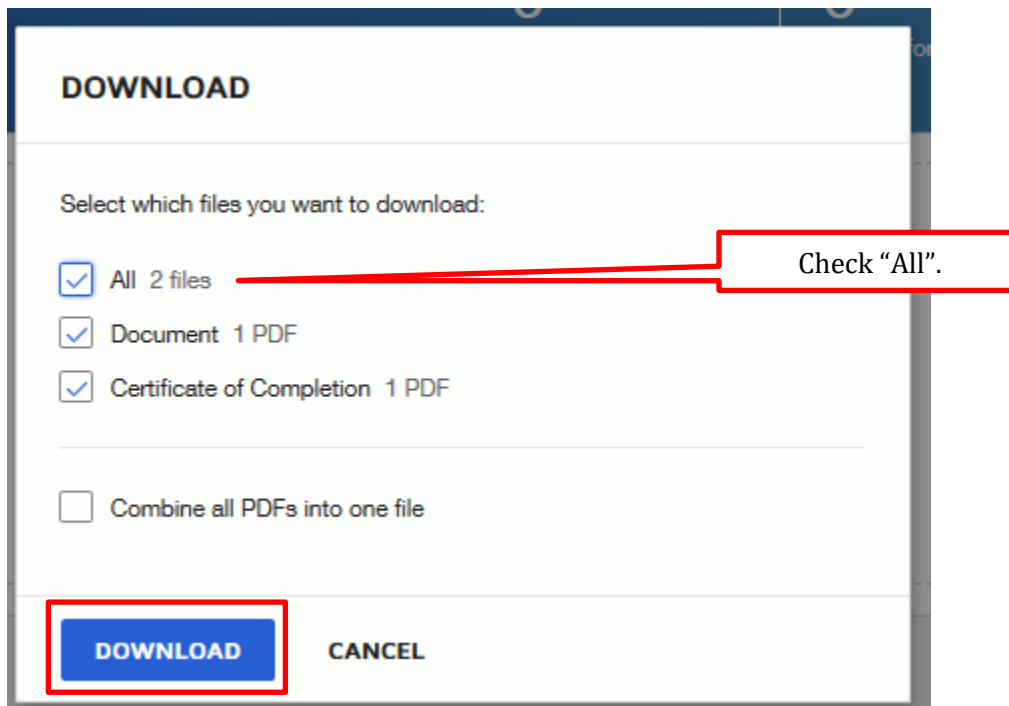 DOWNLOAD
Select which files you want to download:
All 2 files
Check “All”.
Document 1 PDF
Certificate of Completion 1 PDF
Combine all PDFs into one file
DOWNLOAD
CANCEL